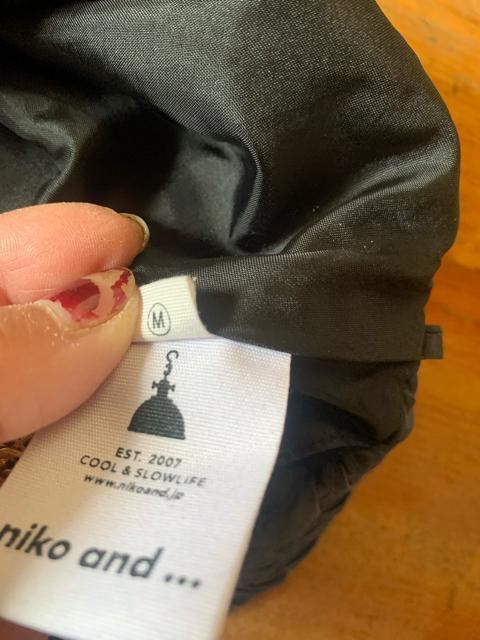 M
EST. 2007
COOL & SLOWLIFE
www.nikoand.jp
niko and ...